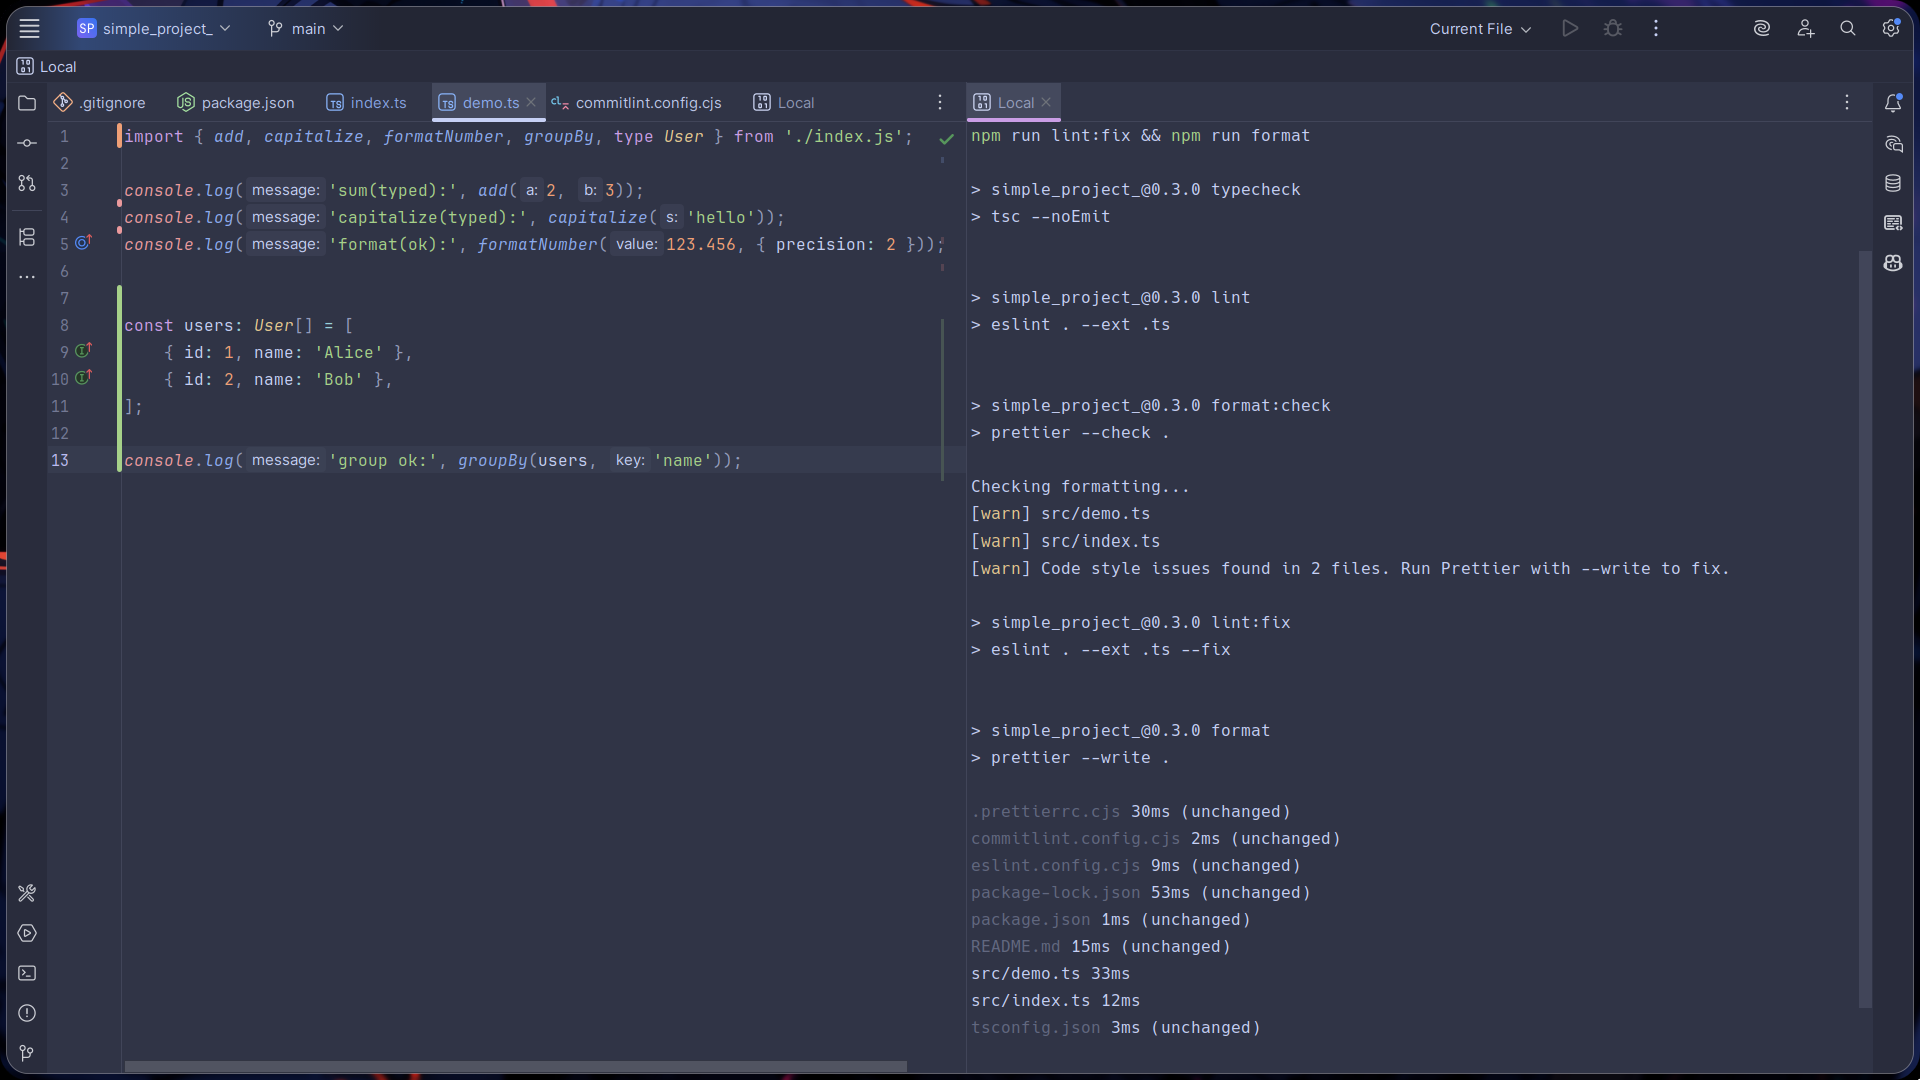 SP simple_project_ main Current File
Local
.gitignore package.json index.ts demo.ts commitlint.config.cjs Local
1 import { add, capitalize, formatNumber, groupBy, type User } from './index.js';
2
3 console.log( message: 'sum(typed):', add( a: 2, b: 3));
4 console.log( message: 'capitalize(typed):', capitalize( s: 'hello'));
5 console.log( message: 'format(ok):', formatNumber( value: 123.456, { precision: 2 }));
6
7
8 const users: User[] = [
9 { id: 1, name: 'Alice' },
10 { id: 2, name: 'Bob' },
11 ];
12
13 console.log( message: 'group ok:', groupBy(users, key: 'name'));
Local
npm run lint:fix && npm run format
> simple_project_@0.3.0 typecheck
> tsc --noEmit
> simple_project_@0.3.0 lint
> eslint . --ext .ts
> simple_project_@0.3.0 format:check
> prettier --check .
Checking formatting...
[warn] src/demo.ts
[warn] src/index.ts
[warn] Code style issues found in 2 files. Run Prettier with --write to fix.
> simple_project_@0.3.0 lint:fix
> eslint . --ext .ts --fix
> simple_project_@0.3.0 format
> prettier --write .
.prettierrc.cjs 30ms (unchanged)
commitlint.config.cjs 2ms (unchanged)
eslint.config.cjs 9ms (unchanged)
package-lock.json 53ms (unchanged)
package.json 1ms (unchanged)
README.md 15ms (unchanged)
src/demo.ts 33ms
src/index.ts 12ms
tsconfig.json 3ms (unchanged)